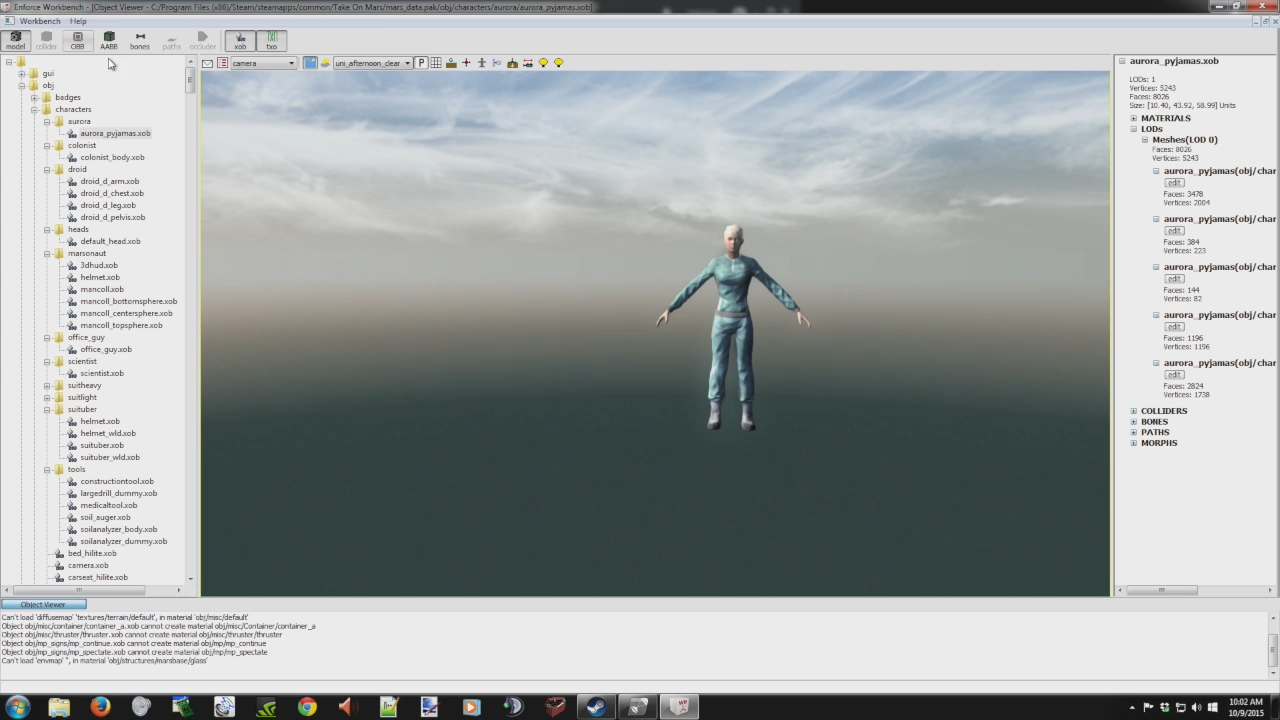 Enforce Workbench - [Object Viewer - C:/Program Files (x86)/Steam/steamapps/common/Take On Mars/mars_data.pak/obj/characters/aurora/aurora_pyjamas.xob]
Workbench Help
model collider OBB AABB bones paths occluder xob txo
camera uni_afternoon_clear P
gui
obj
badges
characters
aurora
aurora_pyjamas.xob
colonist
colonist_body.xob
droid
droid_d_arm.xob
droid_d_chest.xob
droid_d_leg.xob
droid_d_pelvis.xob
heads
default_head.xob
marsonaut
3dhud.xob
helmet.xob
mancoll.xob
mancoll_bottomsphere.xob
mancoll_centersphere.xob
mancoll_topsphere.xob
office_guy
office_guy.xob
scientist
scientist.xob
suitheavy
suitlight
suituber
helmet.xob
helmet_wld.xob
suituber.xob
suituber_wld.xob
tools
constructiontool.xob
largedrill_dummy.xob
medicaltool.xob
soil_auger.xob
soilanalyzer_body.xob
soilanalyzer_dummy.xob
bed_hilite.xob
camera.xob
carseat_hilite.xob
aurora_pyjamas.xob
LODs: 1
Vertices: 5243
Faces: 8026
Size: [10.40, 43.92, 58.99] Units
MATERIALS
LODs
Meshes(LOD 0)
Faces: 8026
Vertices: 5243
aurora_pyjamas(obj/char
edit
Faces: 3478
Vertices: 2004
aurora_pyjamas(obj/char
edit
Faces: 384
Vertices: 223
aurora_pyjamas(obj/char
edit
Faces: 144
Vertices: 82
aurora_pyjamas(obj/char
edit
Faces: 1196
Vertices: 1196
aurora_pyjamas(obj/char
edit
Faces: 2824
Vertices: 1738
COLLIDERS
BONES
PATHS
MORPHS
Object Viewer
Can't load 'diffusemap' 'textures/terrain/default', in material 'obj/misc/default'
Object obj/misc/container/container_a.xob cannot create material obj/misc/Container/container_a
Object obj/misc/thruster/thruster.xob cannot create material obj/misc/thruster/thruster
Object obj/mp_signs/mp_continue.xob cannot create material obj/mp/mp_continue
Object obj/mp_signs/mp_spectate.xob cannot create material obj/mp/mp_spectate
Can't load 'envmap' '', in material 'obj/structures/marsbase/glass'
10:02 AM
10/9/2015